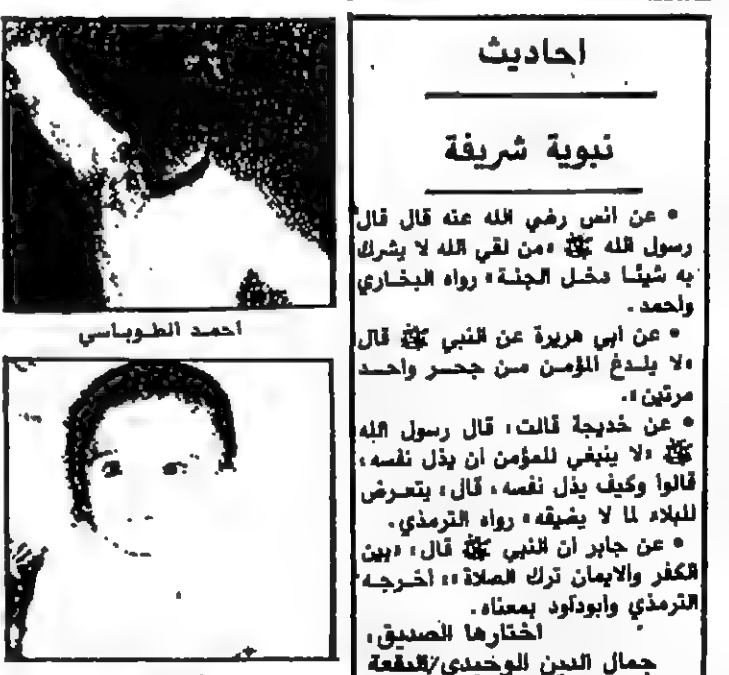 احاديث
نبوية شريفة
• عن انس رضي الله عنه قال قال
رسول الله ﷺ «من لقي الله لا يشرك
به شيئا دخل الجنة» رواه البخاري
واحمد.
• عن أبي هريرة عن النبي ﷺ قال
«لا يلدغ المؤمن من جحر واحد
مرتين».
• عن خديجة قالت، قال رسول الله
ﷺ «لا ينبغي للمؤمن ان يذل نفسه،
قالوا وكيف يذل نفسه، قال، يتعرض
للبلاء لما لا يضيقه» رواه الترمذي.
• عن جابر ان النبي ﷺ قال، «بين
الكفر والايمان ترك الصلاة»، اخرجه
الترمذي وابوداود بمعناه.
اختارها الصديق،
جمال الدين الوخيدي/البقعة
احمد الطوباسي